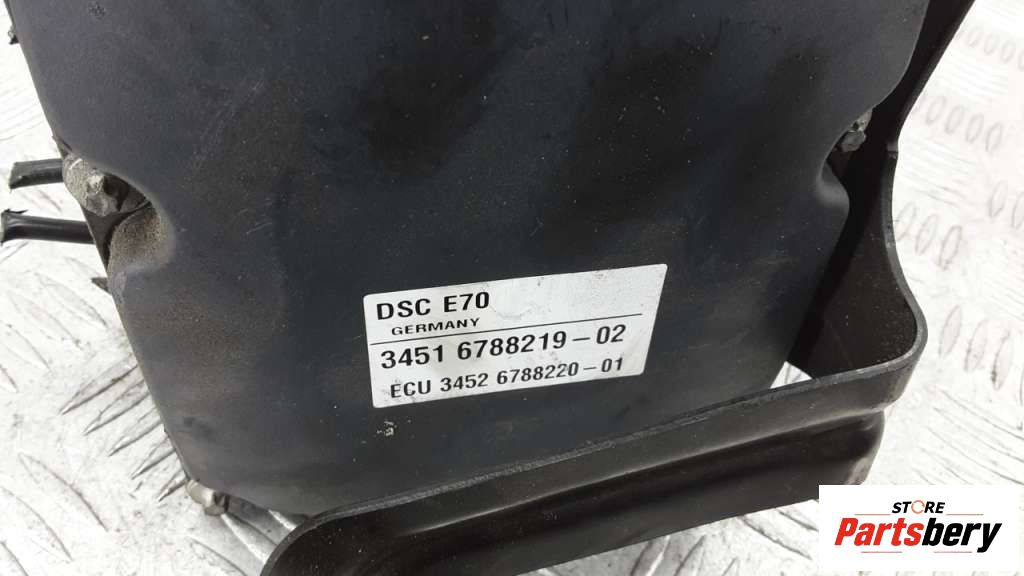 DSC E70
GERMANY
3451 6788219-02
ECU 3452 6788220-01
STORE
Partsbery